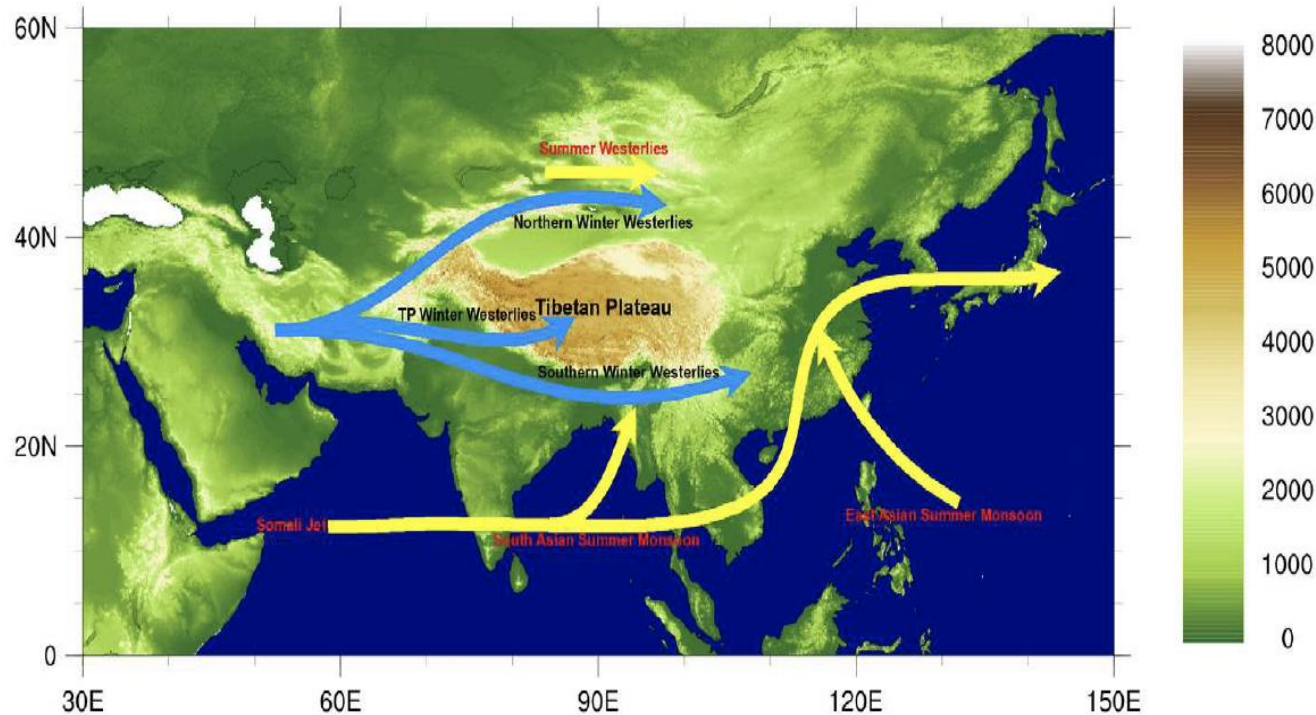 60N
8000
7000
Summer Westerlies
Northern Winter Westerlies
40N
6000
5000
TP Winter Westerlies
Tibetan Plateau
4000
Southern Winter Westerlies
3000
20N
2000
Somali Jet
South Asian Summer Monsoon
East Asian Summer Monsoon
1000
0
0
30E
60E
90E
120E
150E